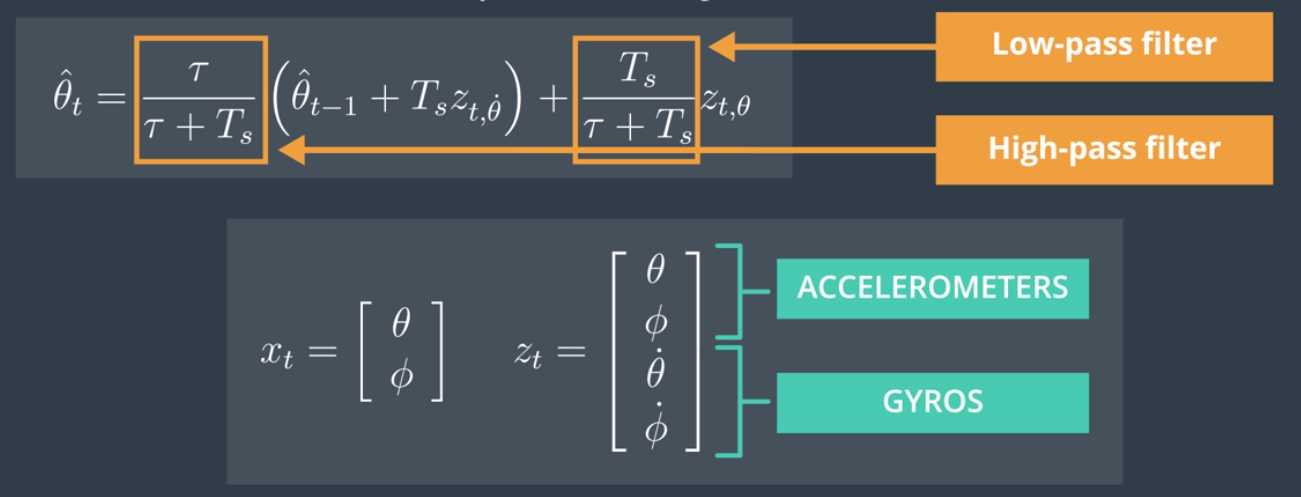 Low-pass filter
\hat{\theta}_t = \frac{\tau}{\tau + T_s} \left( \hat{\theta}_{t-1} + T_s z_{t,\dot{\theta}} \right) + \frac{T_s}{\tau + T_s} z_{t,\theta}
High-pass filter
x_t = \begin{bmatrix} \theta \\ \phi \end{bmatrix} \quad z_t = \begin{bmatrix} \theta \\ \phi \\ \dot{\theta} \\ \dot{\phi} \end{bmatrix}
ACCELEROMETERS
GYROS